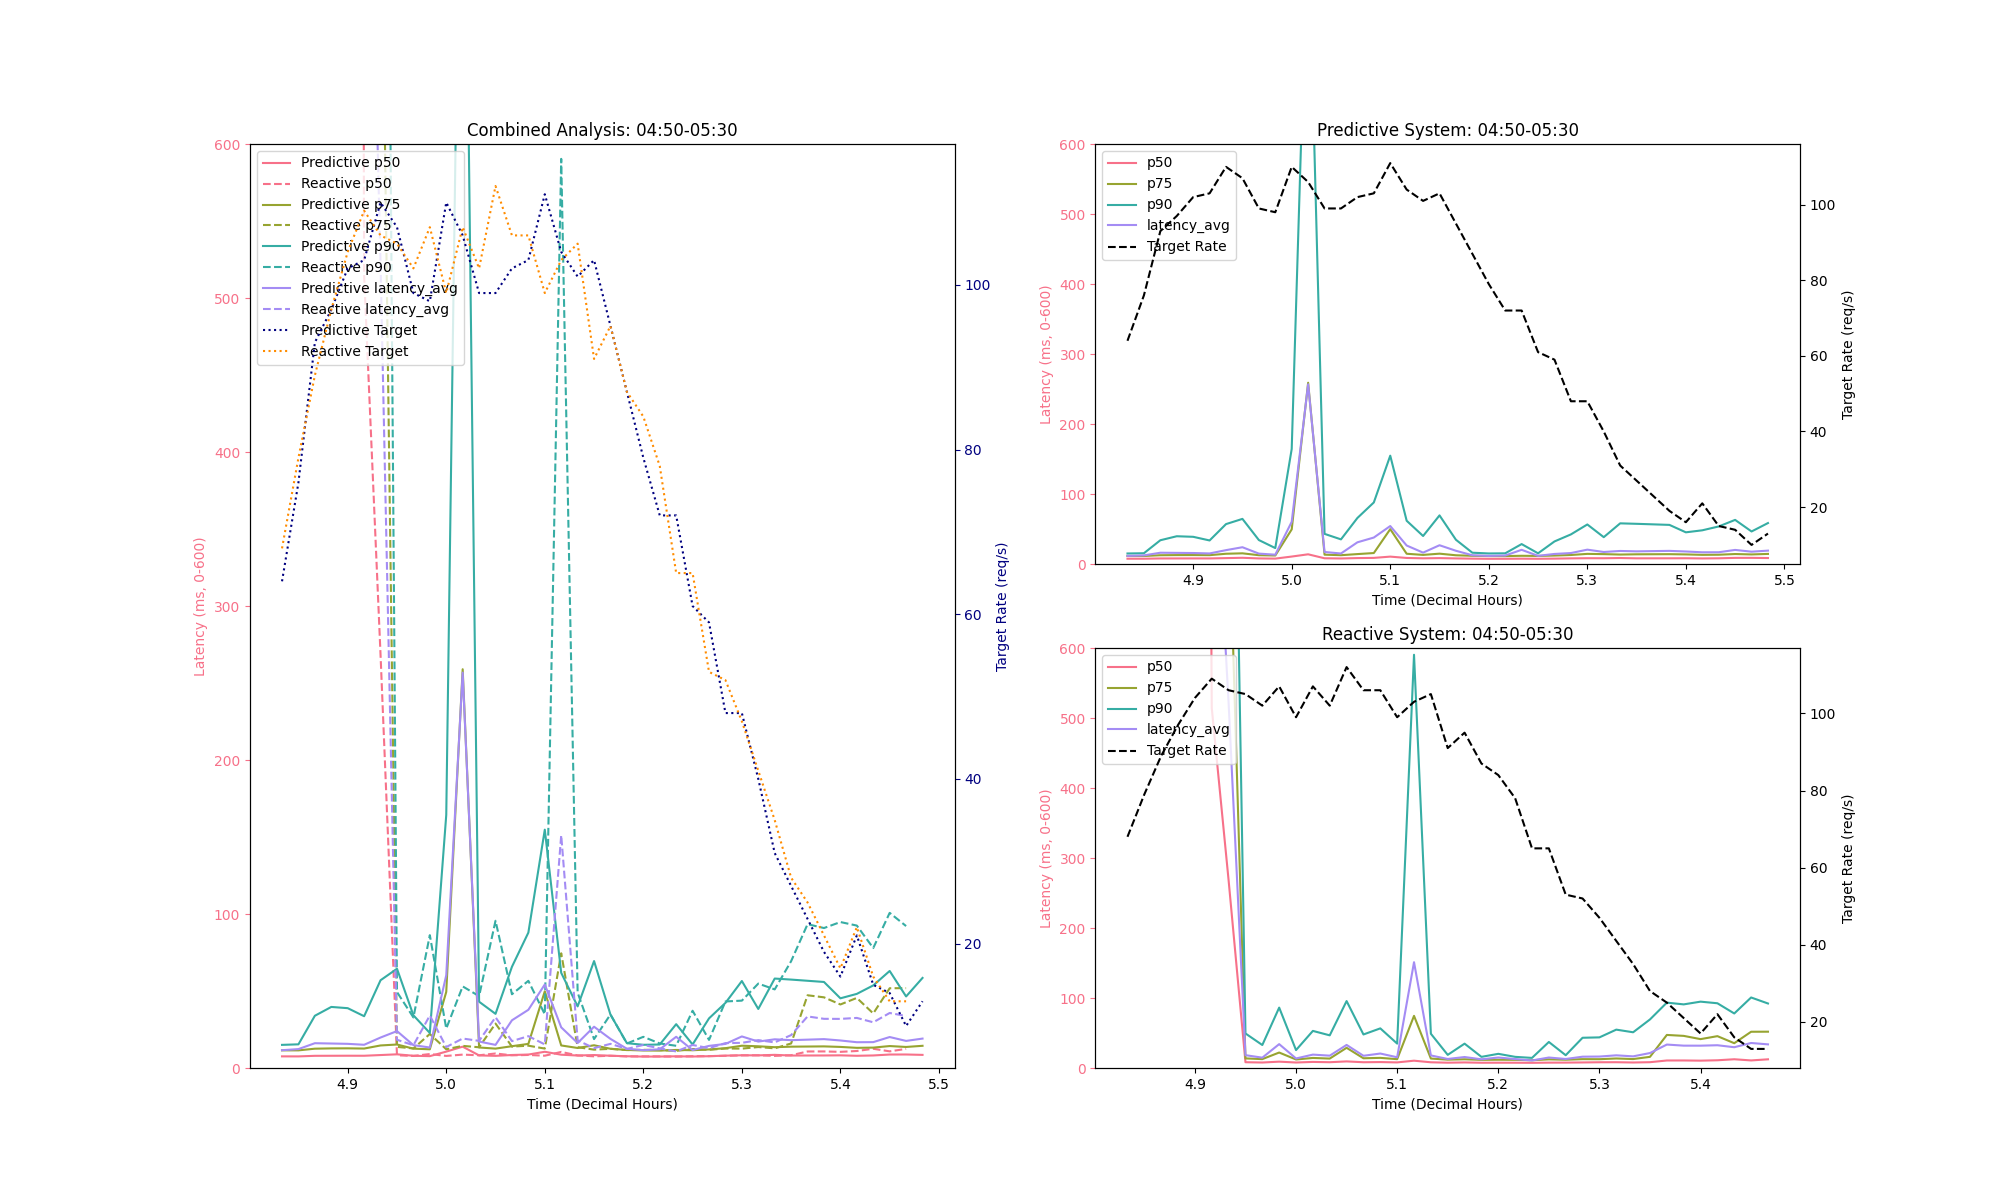 Combined Analysis: 04:50-05:30
Predictive p50
Reactive p50
Predictive p75
Reactive p75
Predictive p90
Reactive p90
Predictive latency_avg
Reactive latency_avg
Predictive Target
Reactive Target
600
500
400
300
200
100
0
Latency (ms, 0-600)
100
80
60
40
20
Target Rate (req/s)
4.9 5.0 5.1 5.2 5.3 5.4 5.5
Time (Decimal Hours)
Predictive System: 04:50-05:30
p50
p75
p90
latency_avg
Target Rate
600
500
400
300
200
100
0
Latency (ms, 0-600)
100
80
60
40
20
Target Rate (req/s)
4.9 5.0 5.1 5.2 5.3 5.4 5.5
Time (Decimal Hours)
Reactive System: 04:50-05:30
p50
p75
p90
latency_avg
Target Rate
600
500
400
300
200
100
0
Latency (ms, 0-600)
100
80
60
40
20
Target Rate (req/s)
4.9 5.0 5.1 5.2 5.3 5.4
Time (Decimal Hours)